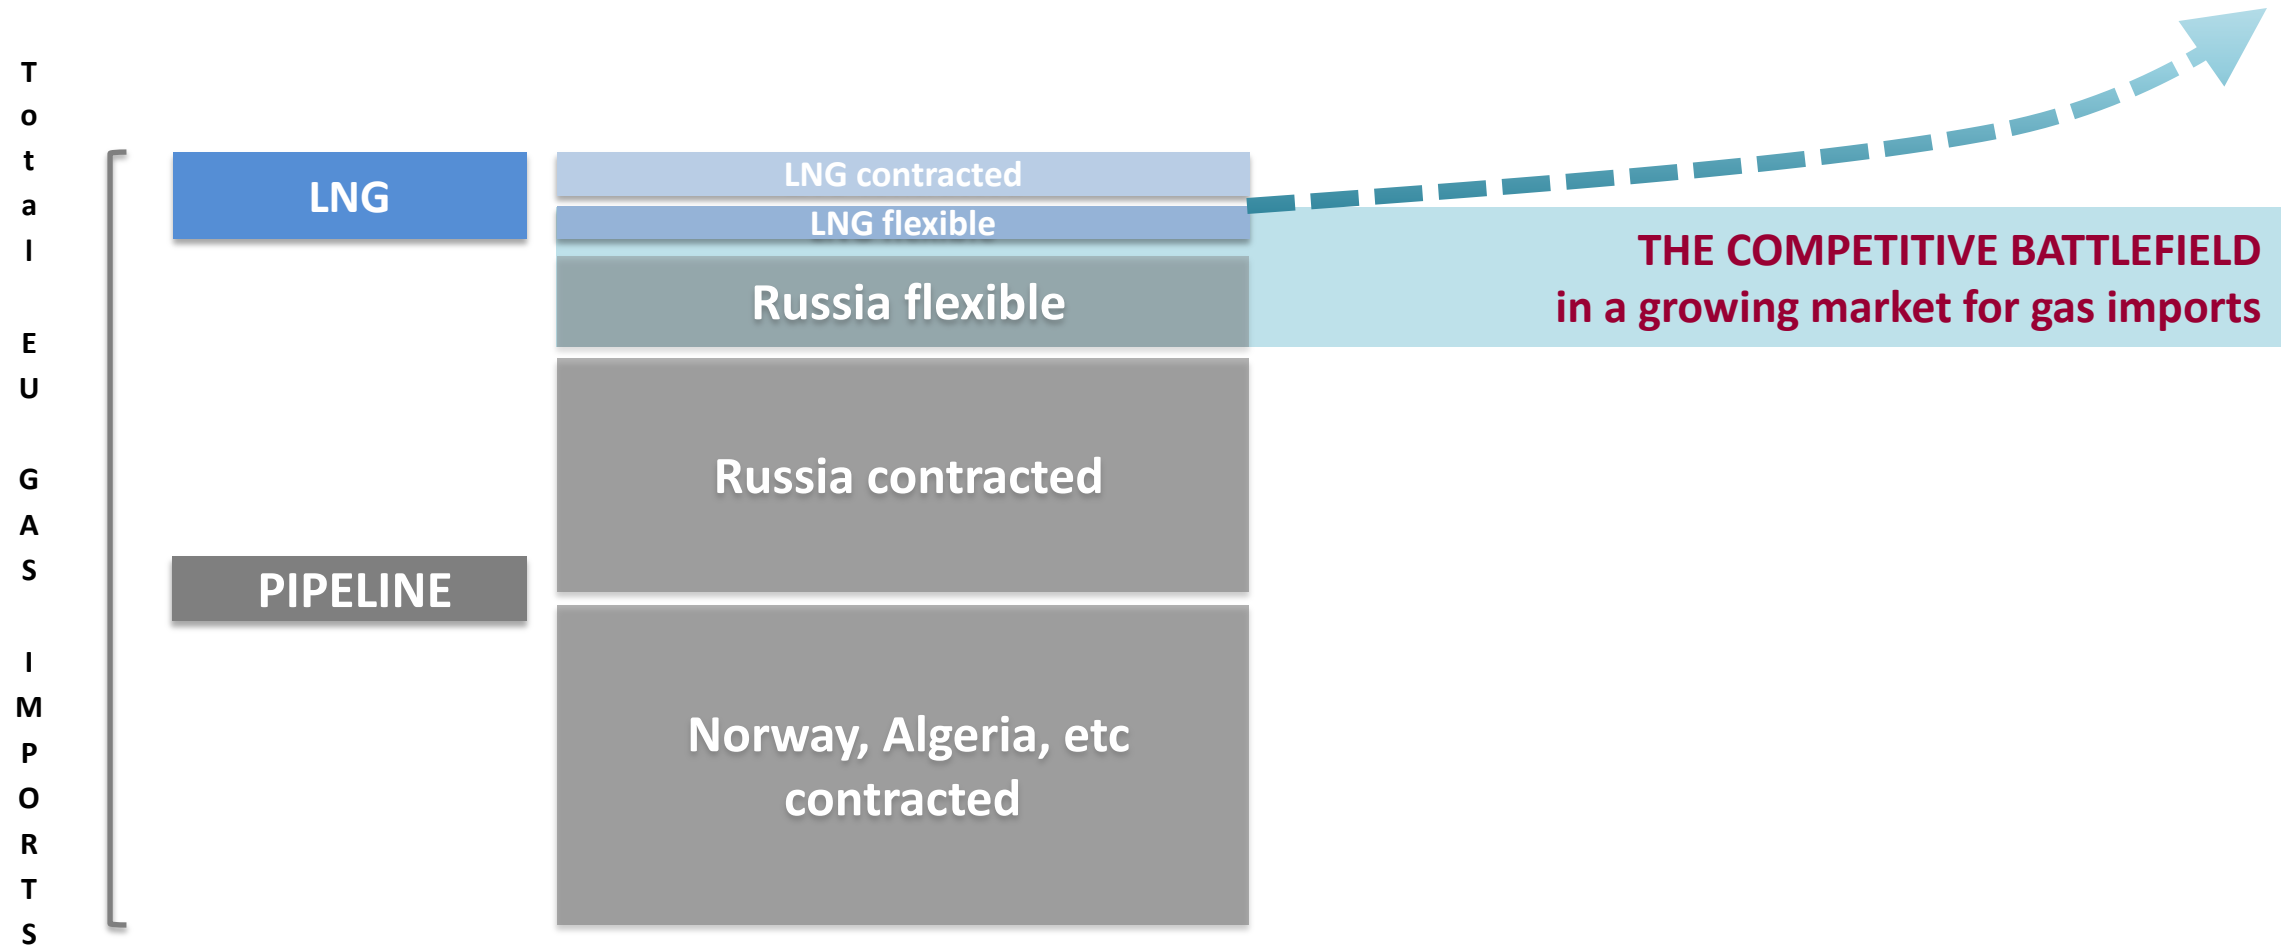 Total EU GAS IMPORTS
LNG
LNG contracted
LNG flexible
Russia flexible
THE COMPETITIVE BATTLEFIELD
in a growing market for gas imports
Russia contracted
PIPELINE
Norway, Algeria, etc
contracted